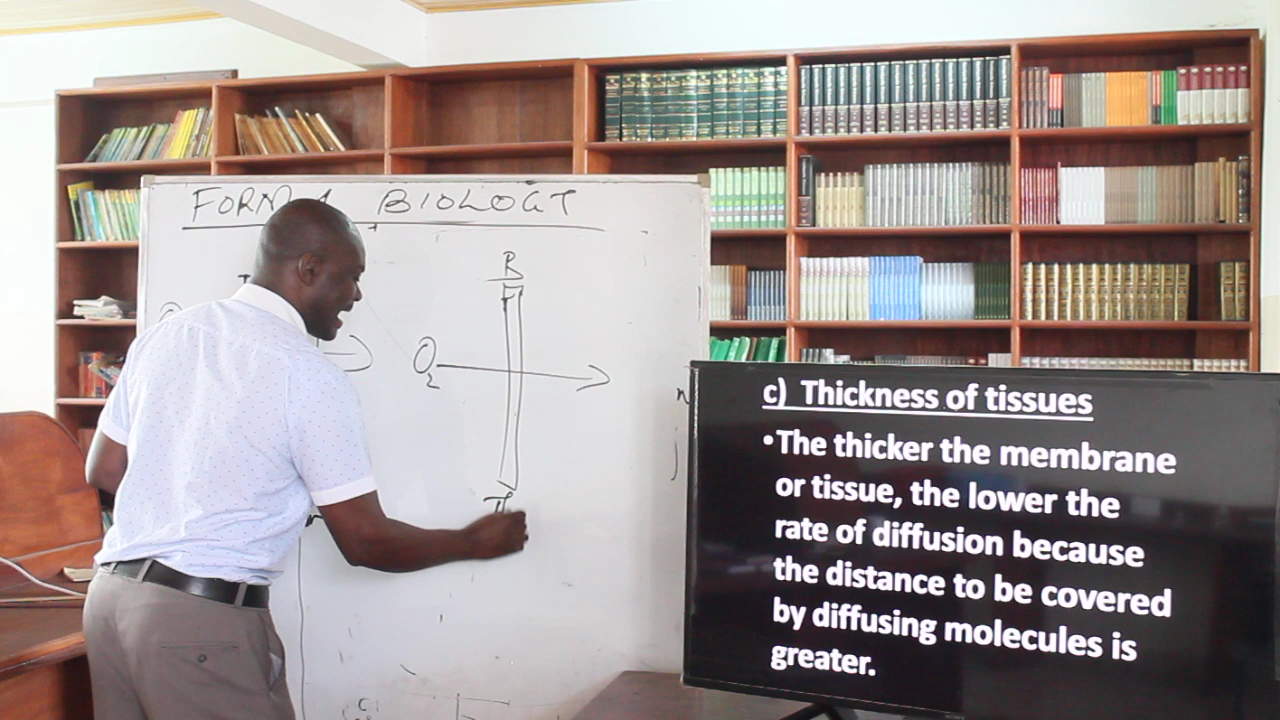 FORM 1 BIOLOGY
B
O2
c) Thickness of tissues
•The thicker the membrane
or tissue, the lower the
rate of diffusion because
the distance to be covered
by diffusing molecules is
greater.